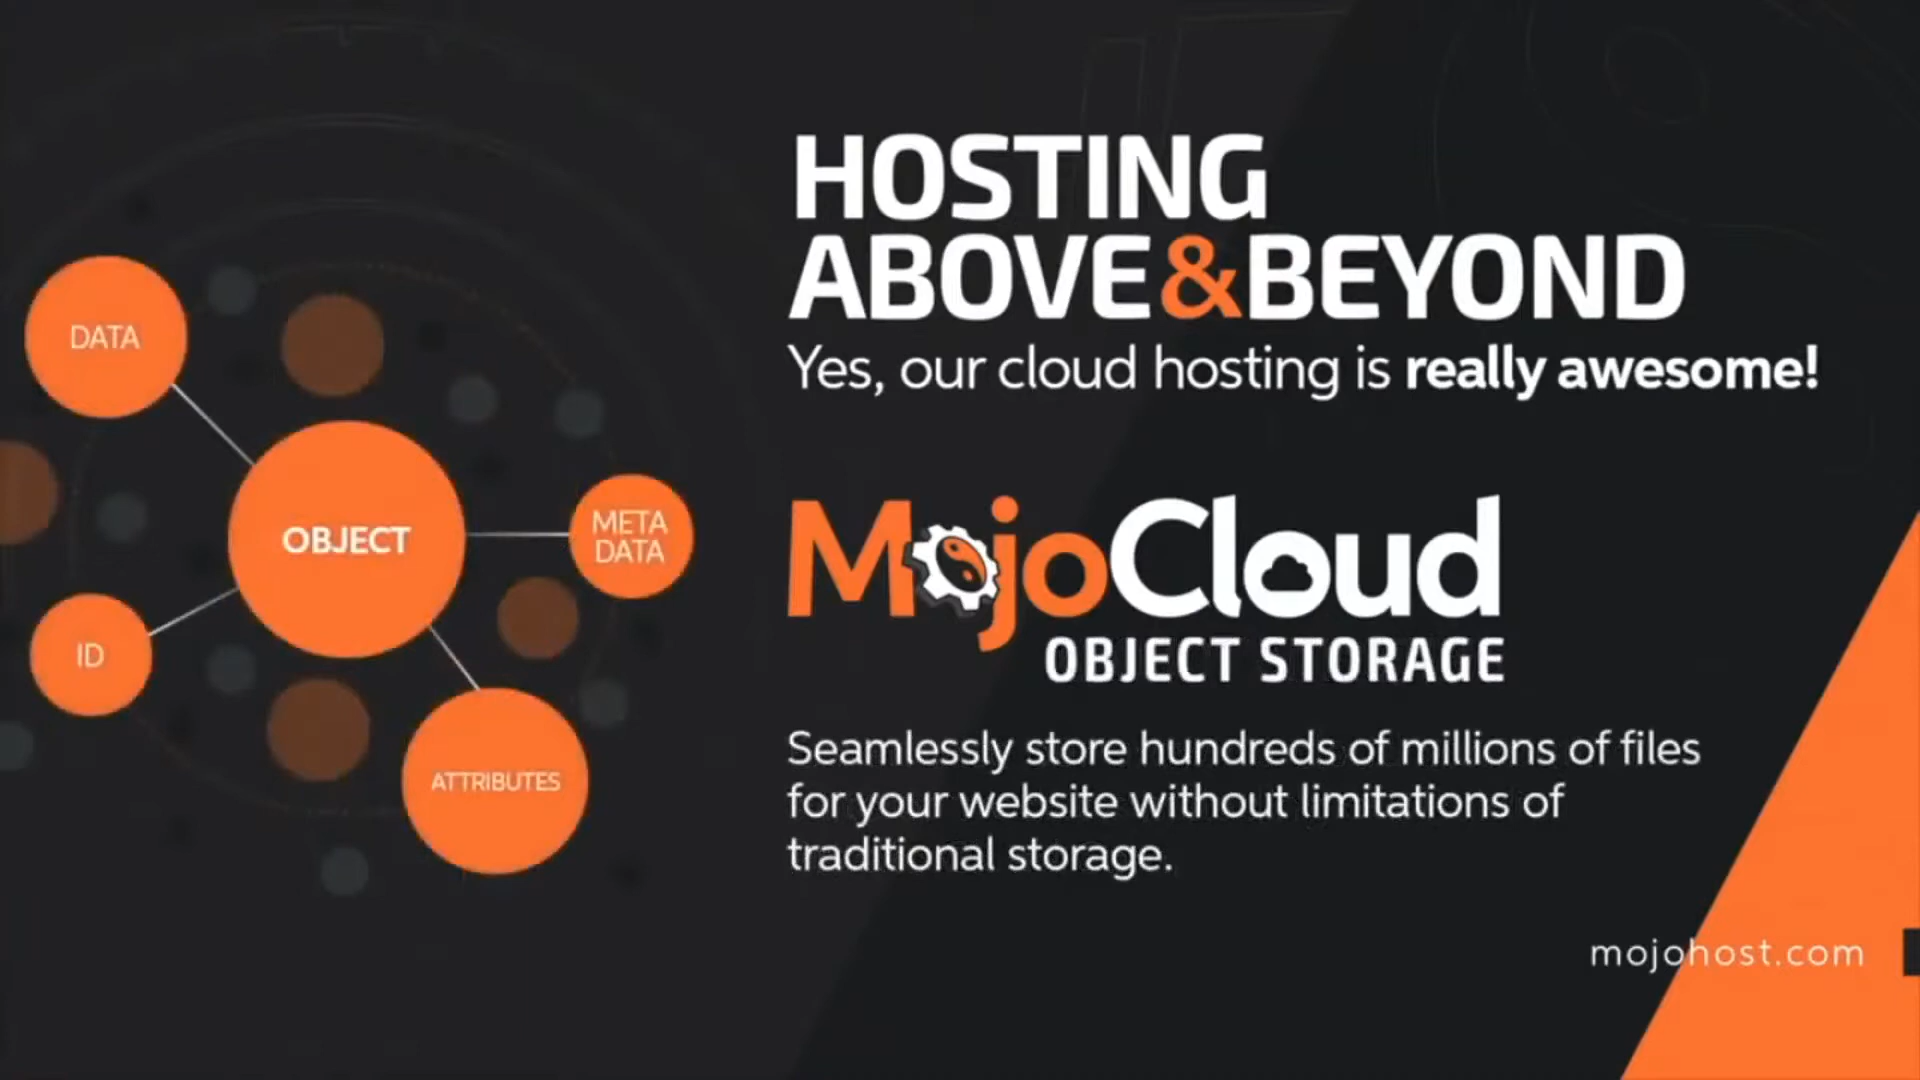 HOSTING
ABOVE&BEYOND
Yes, our cloud hosting is really awesome!
DATA
OBJECT
META
DATA
ID
ATTRIBUTES
MojoCloud
OBJECT STORAGE
Seamlessly store hundreds of millions of files
for your website without limitations of
traditional storage.
mojohost.com